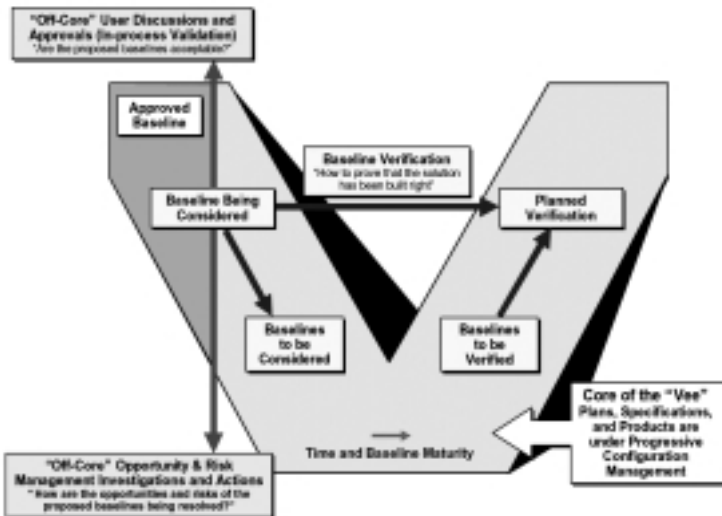 "Off-Core" User Discussions and
Approvals (In-process Validation)
"Are the proposed baselines acceptable?"
Approved
Baseline
Baseline Verification
"How to prove that the solution
has been built right"
Baseline Being
Considered
Planned
Verification
Baselines
to be
Considered
Baselines
to be
Verified
Core of the "Vee"
Plans, Specifications,
and Products are
under Progressive
Configuration
Management
Time and Baseline Maturity
"Off-Core" Opportunity & Risk
Management Investigations and Actions
"How are the opportunities and risks of the
proposed baselines being resolved?"